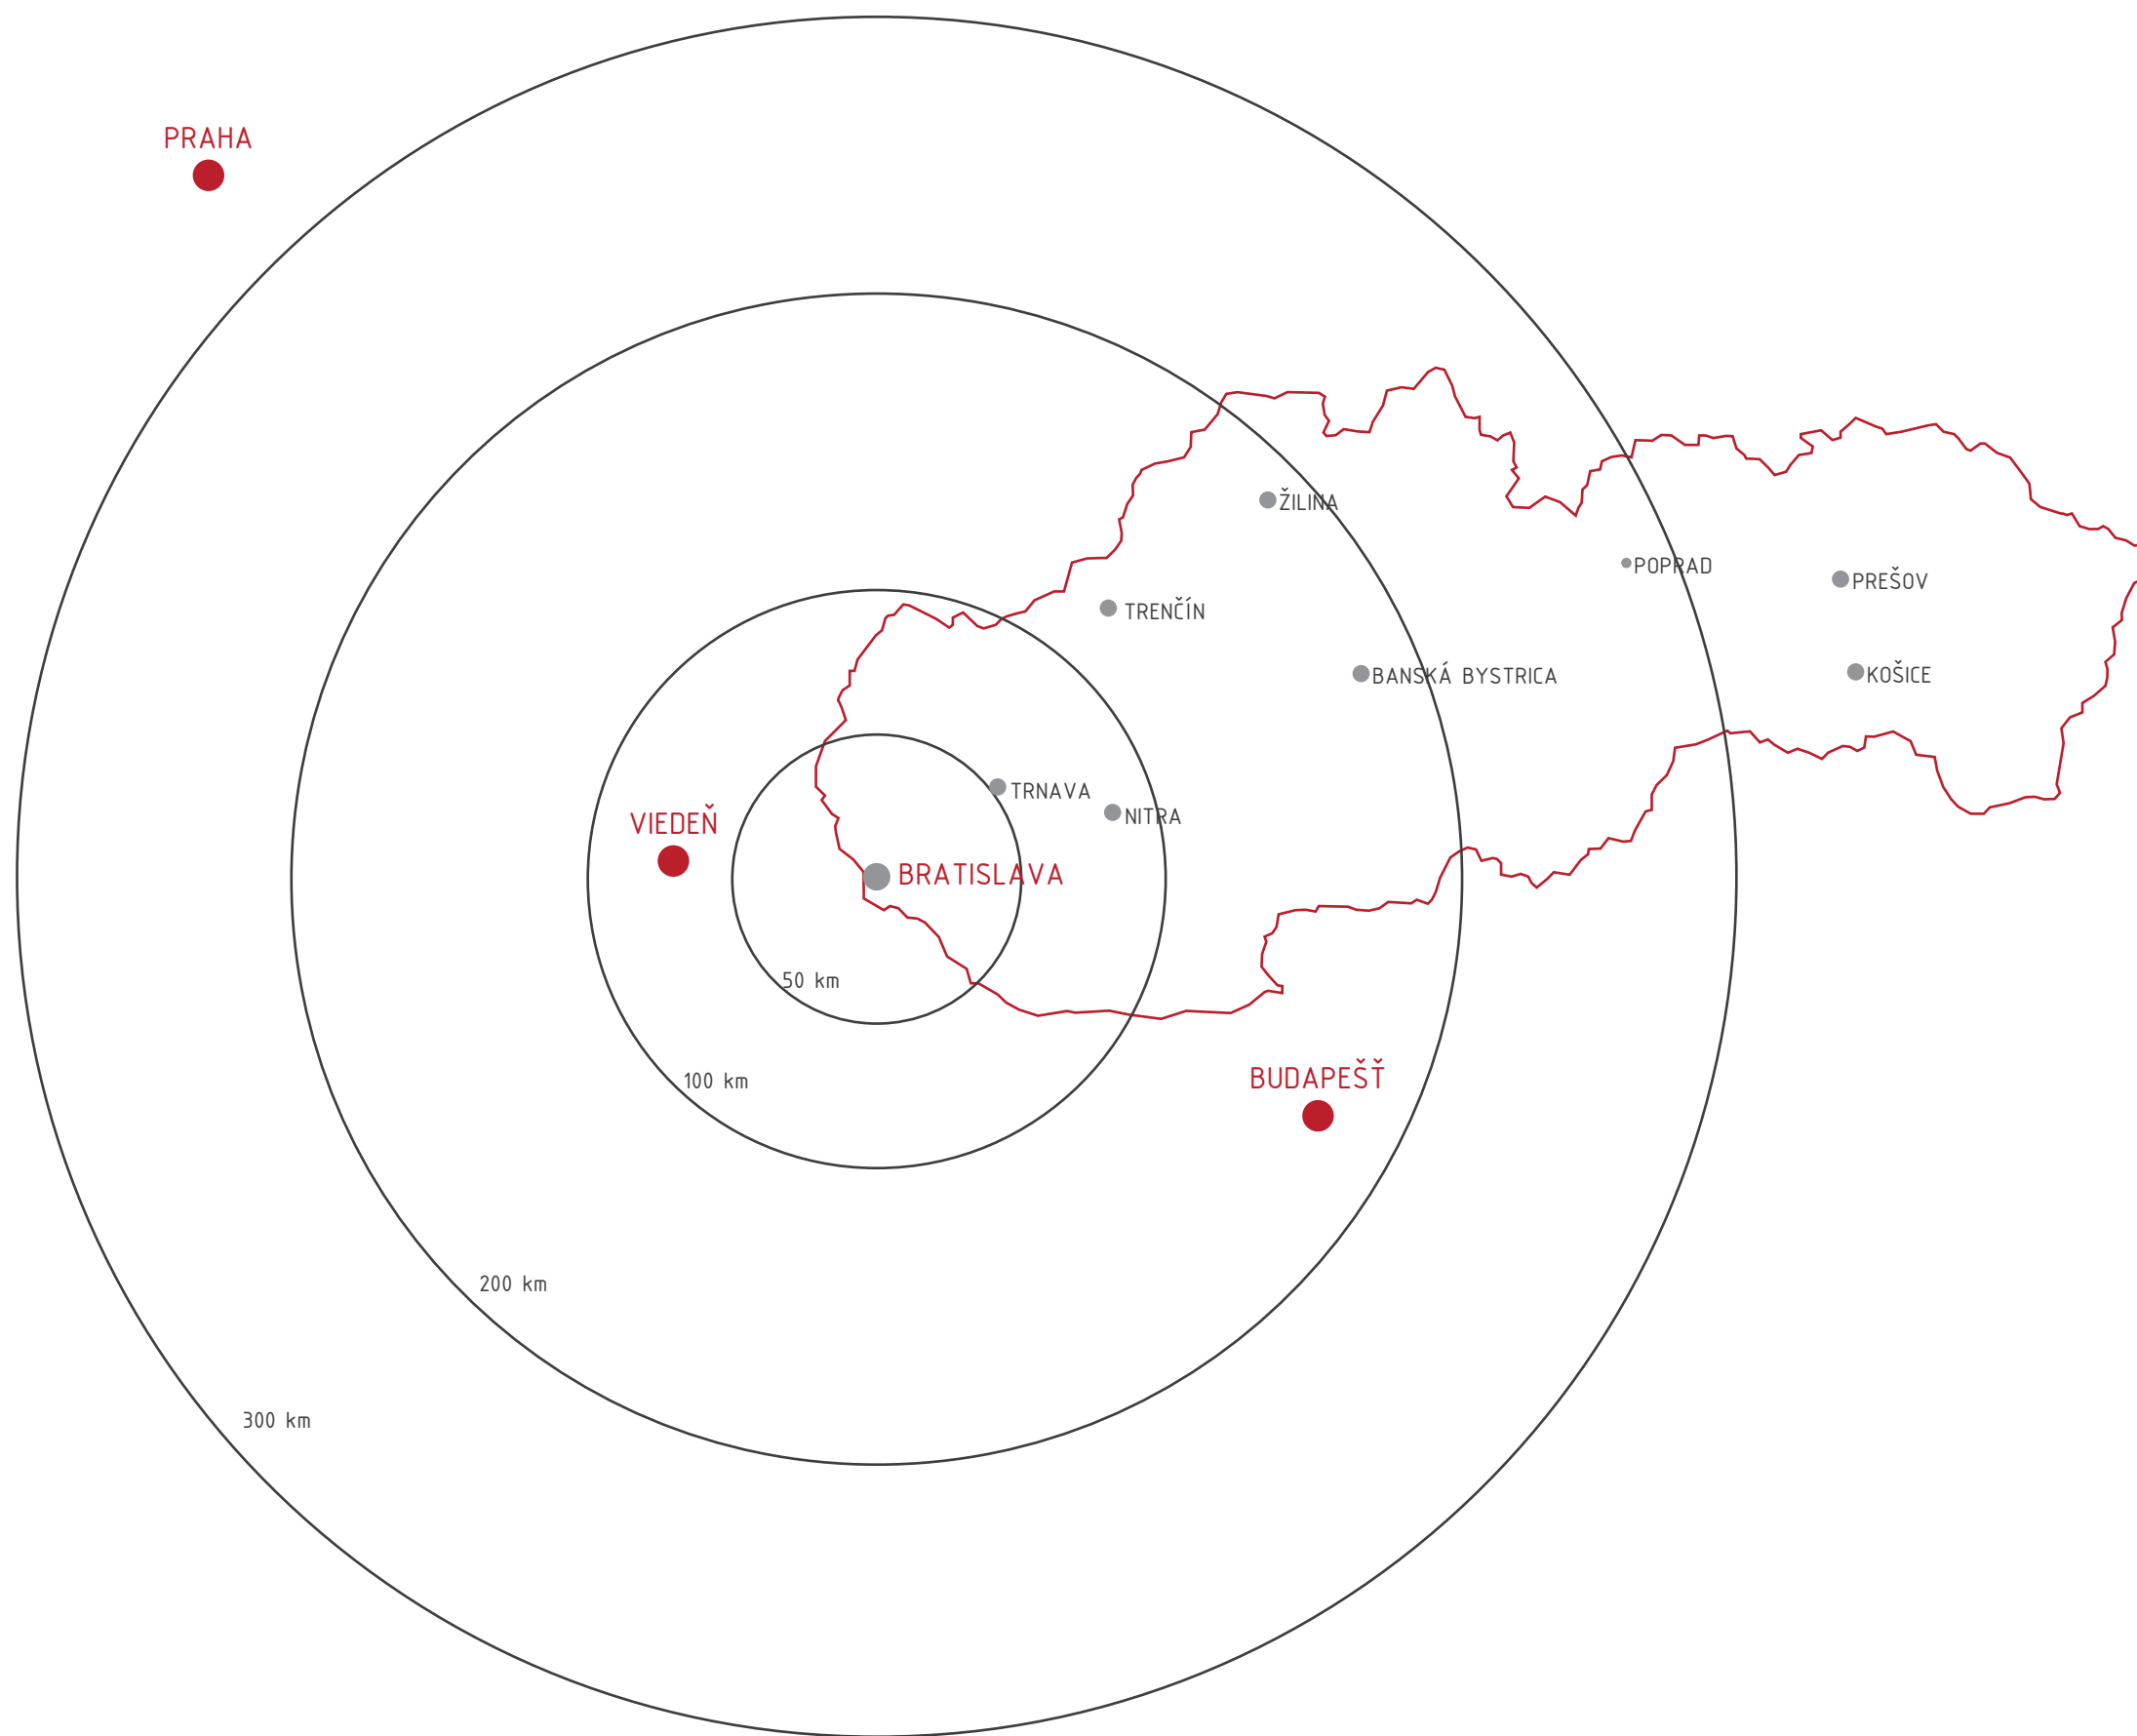 PRAHA
ŽILINA
POPRAD
PREŠOV
TRENČÍN
BANSKÁ BYSTRICA
KOŠICE
TRNAVA
NITRA
VIEDEŇ
BRATISLAVA
50 km
BUDAPEŠŤ
100 km
200 km
300 km